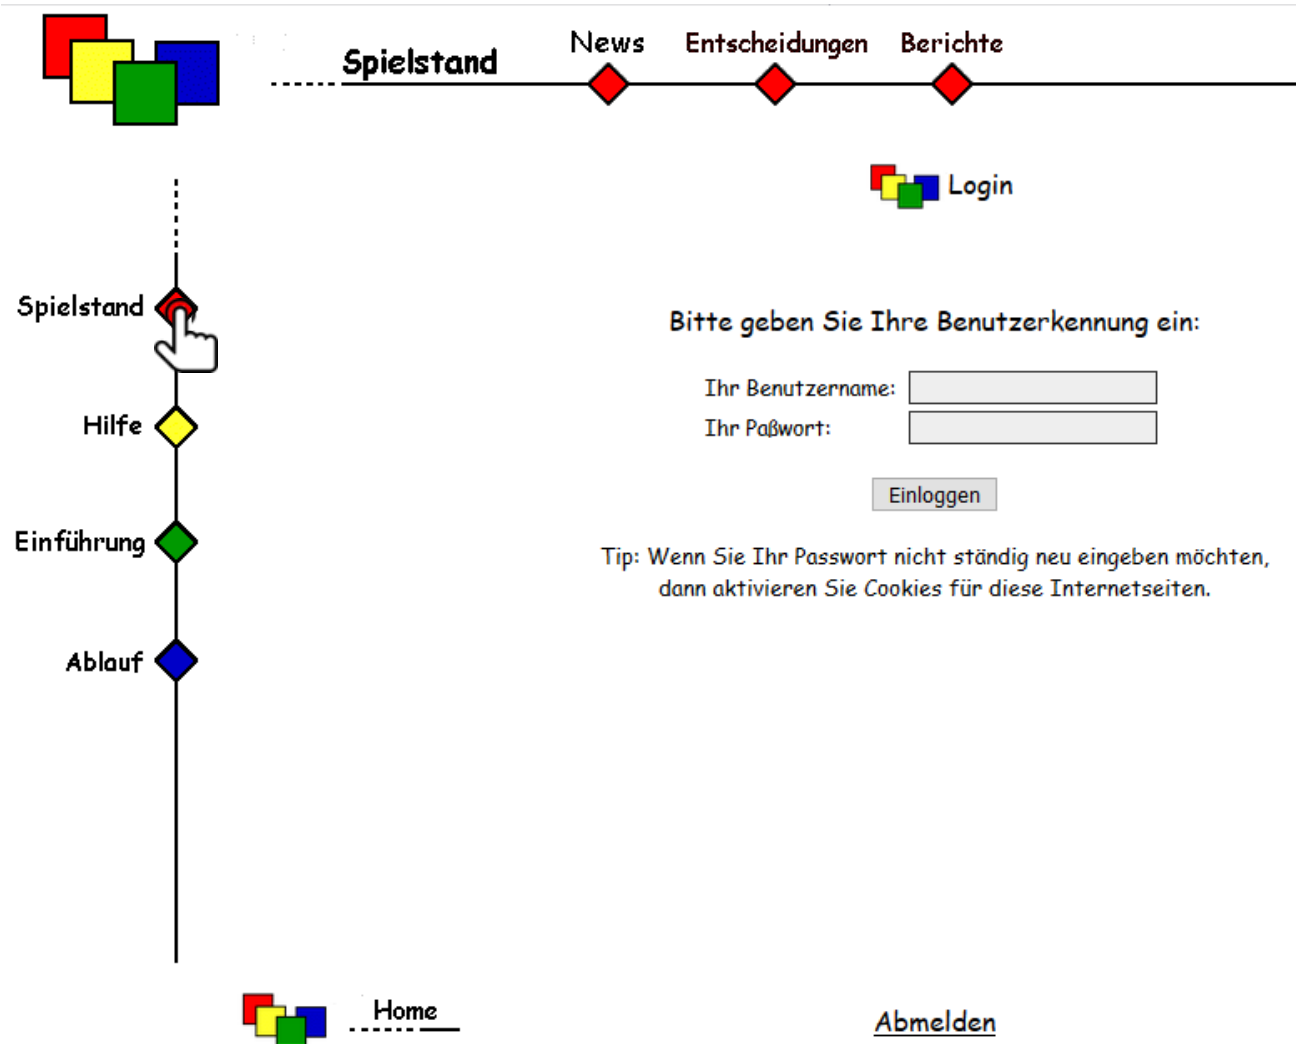 Spielstand
News
Entscheidungen
Berichte
Login
Spielstand
Hilfe
Einführung
Ablauf
Bitte geben Sie Ihre Benutzerkennung ein:
Ihr Benutzername:
Ihr Paßwort:
Einloggen
Tip: Wenn Sie Ihr Passwort nicht ständig neu eingeben möchten,
dann aktivieren Sie Cookies für diese Internetseiten.
Home
Abmelden